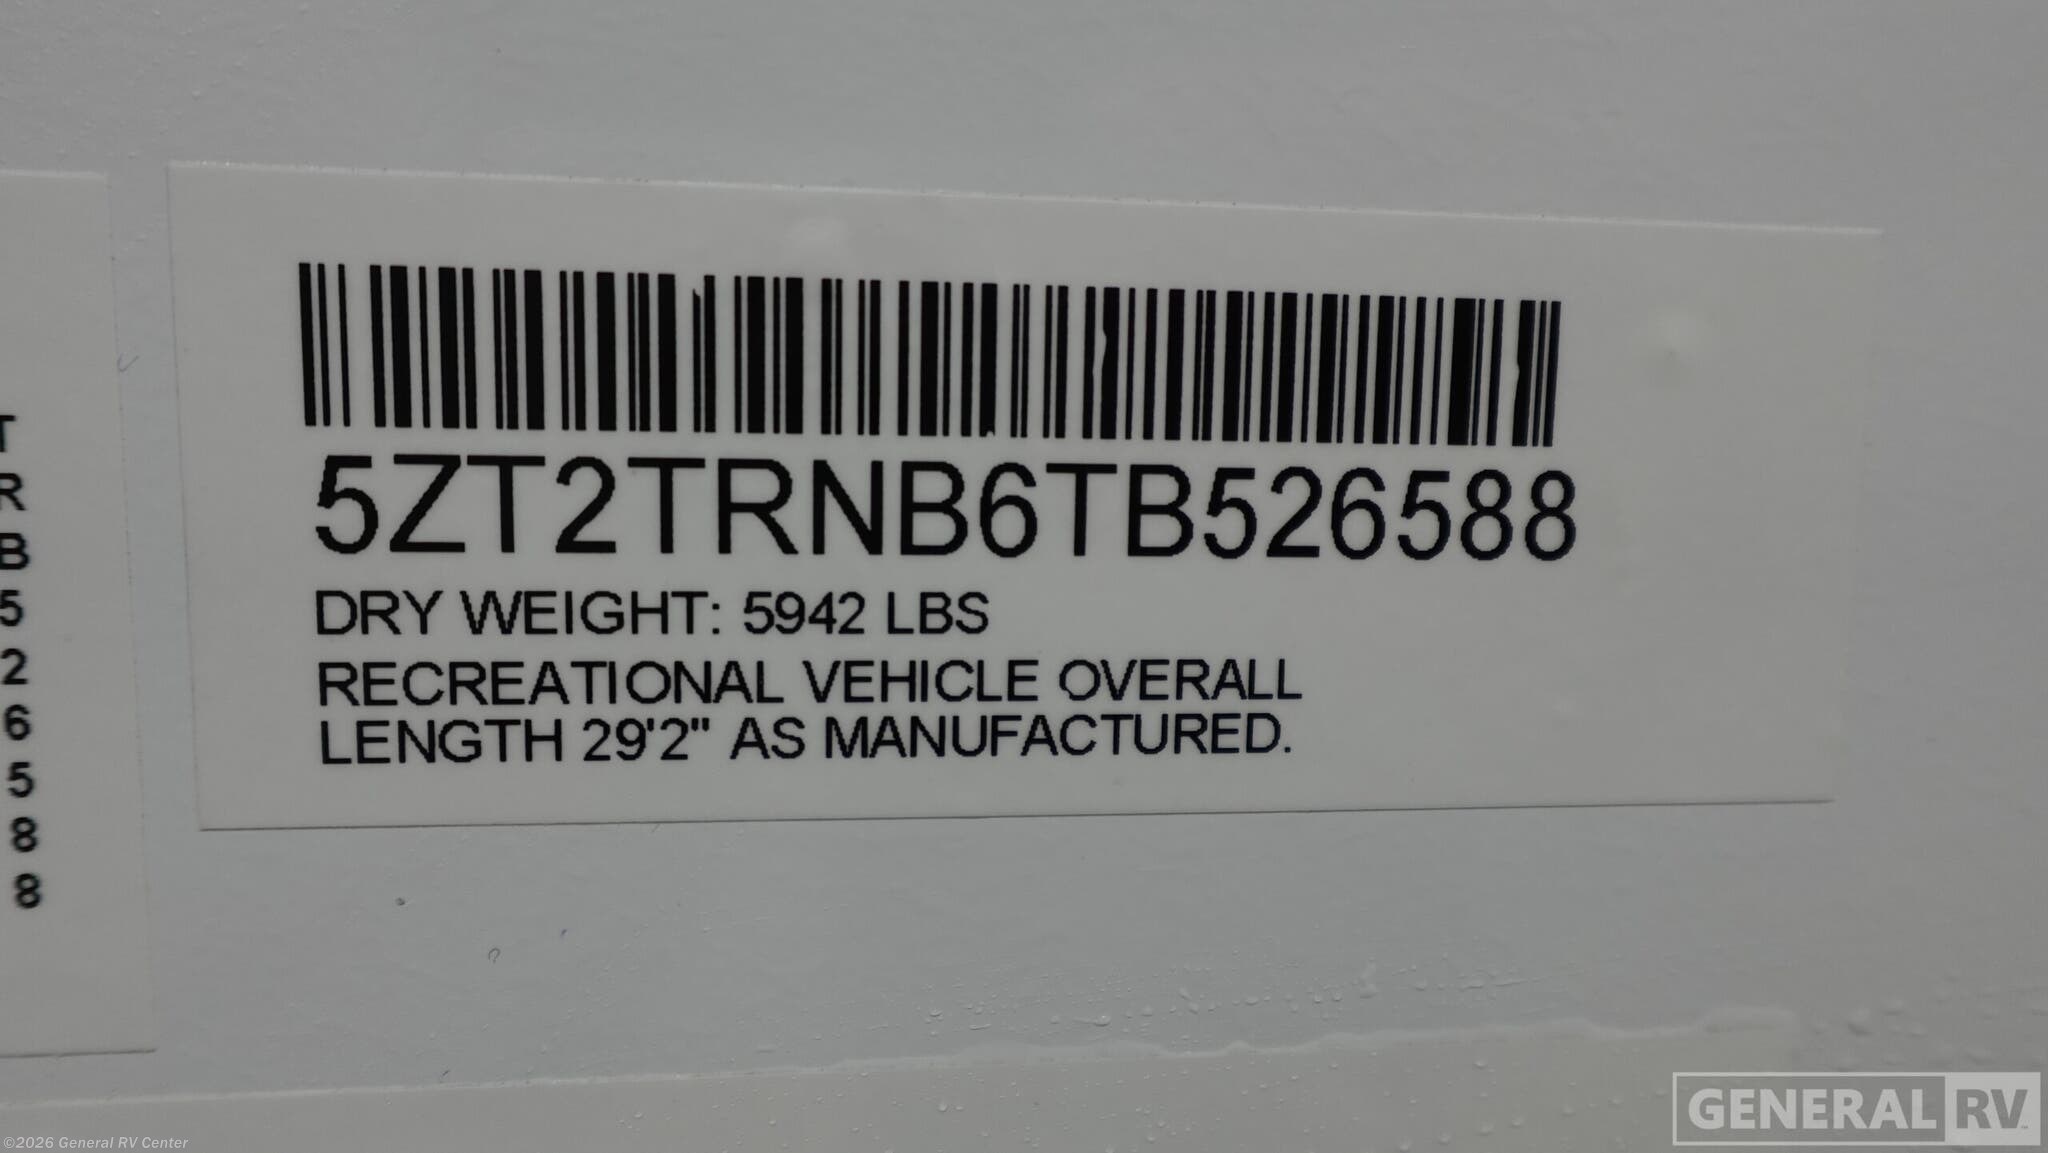 T
R
B
5
2
6
5
8
8
5ZT2TRNB6TB526588
DRY WEIGHT: 5942 LBS
RECREATIONAL VEHICLE OVERALL
LENGTH 29'2" AS MANUFACTURED.
©2026 General RV Center
GENERAL RV